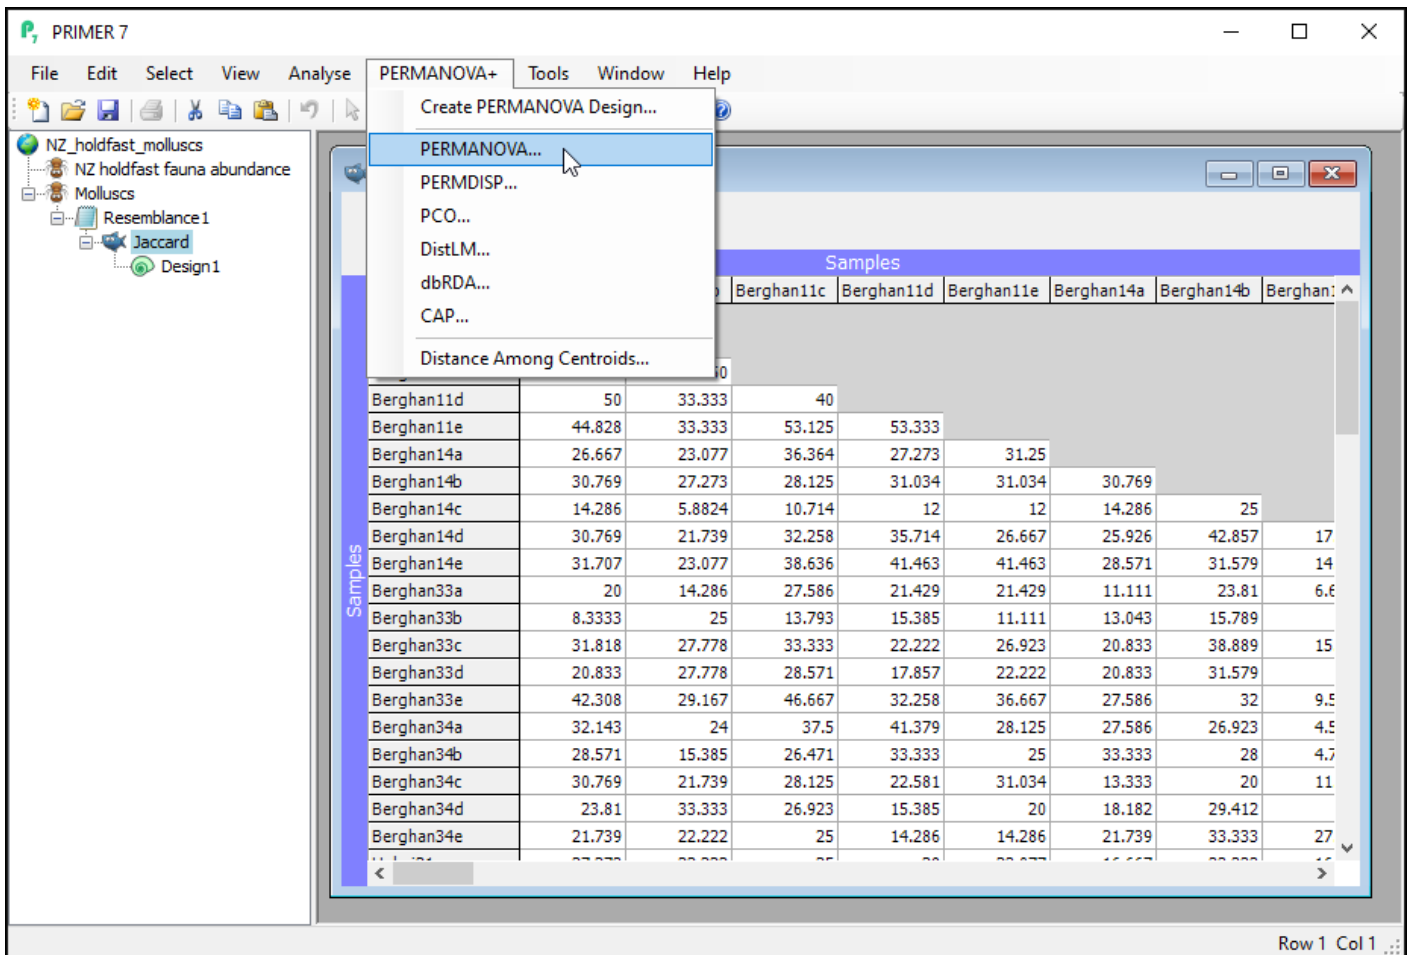 PRIMER 7
File Edit Select View Analyse PERMANOVA+ Tools Window Help
Create PERMANOVA Design...
PERMANOVA...
PERMDISP...
PCO...
DistLM...
dbRDA...
CAP...
Distance Among Centroids...
NZ_holdfast_molluscs
NZ holdfast fauna abundance
Molluscs
Resemblance1
Jaccard
Design1
Samples
Berghan11c Berghan11d Berghan11e Berghan14a Berghan14b
Samples
Berghan11d 50 33.333 40
Berghan11e 44.828 33.333 53.125 53.333
Berghan14a 26.667 23.077 36.364 27.273 31.25
Berghan14b 30.769 27.273 28.125 31.034 31.034 30.769
Berghan14c 14.286 5.8824 10.714 12 12 14.286 25
Berghan14d 30.769 21.739 32.258 35.714 26.667 25.926 42.857 17
Berghan14e 31.707 23.077 38.636 41.463 41.463 28.571 31.579 14
Berghan33a 20 14.286 27.586 21.429 21.429 11.111 23.81
Berghan33b 8.3333 25 13.793 15.385 11.111 13.043 15.789
Berghan33c 31.818 27.778 33.333 22.222 26.923 20.833 38.889 15
Berghan33d 20.833 27.778 28.571 17.857 22.222 20.833 31.579
Berghan33e 42.308 29.167 46.667 32.258 36.667 27.586 32 9.5
Berghan34a 32.143 24 37.5 41.379 28.125 27.586 26.923 4.5
Berghan34b 28.571 15.385 26.471 33.333 25 33.333 28 4.7
Berghan34c 30.769 21.739 28.125 22.581 31.034 13.333 20 11
Berghan34d 23.81 33.333 26.923 15.385 20 18.182 29.412
Berghan34e 21.739 22.222 25 14.286 14.286 21.739 33.333 27
Row 1 Col 1